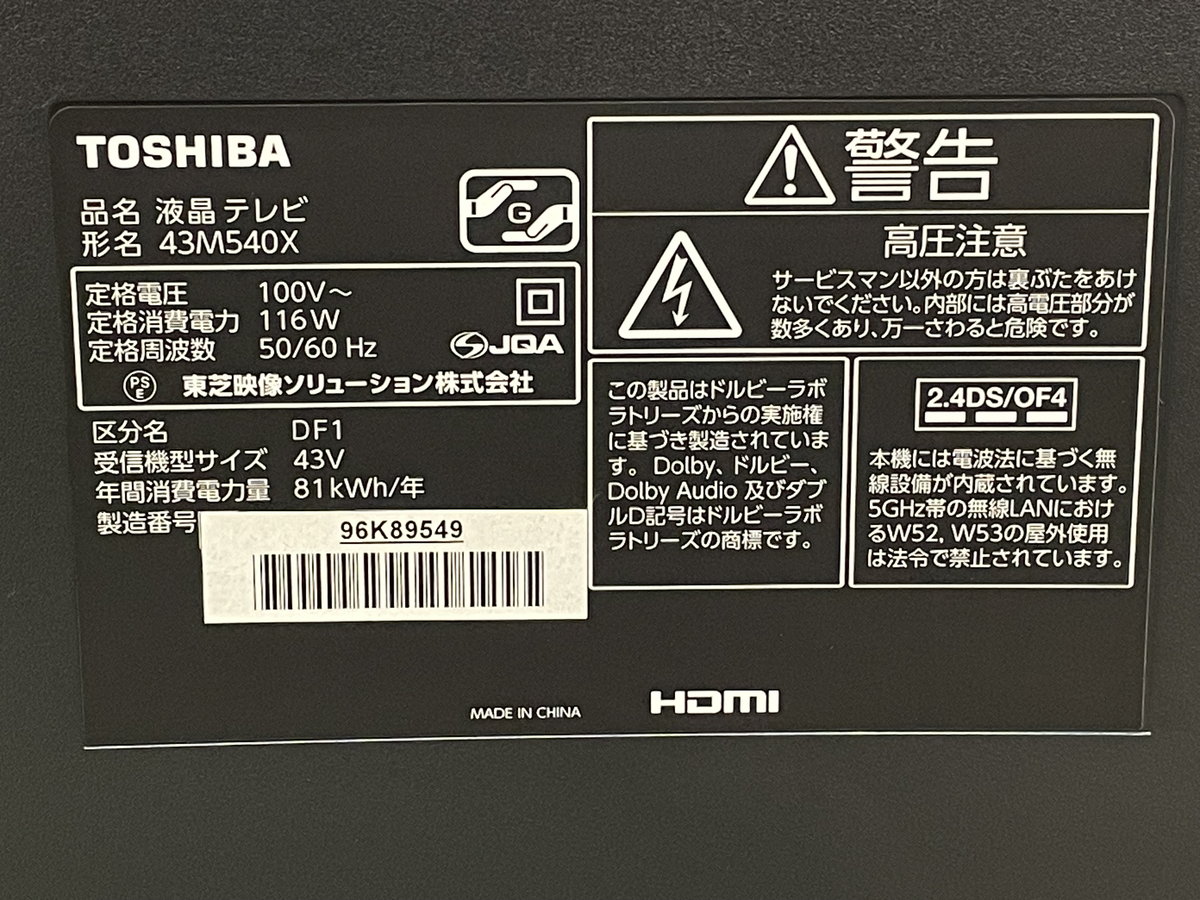 TOSHIBA
品名 液晶テレビ
形名 43M540X
G
定格電圧 100V～
定格消費電力 116W
定格周波数 50/60 Hz
JQA
PS
E
東芝映像ソリューション株式会社
区分名 DF1
受信機型サイズ 43V
年間消費電力量 81kWh/年
製造番号
96K89549
MADE IN CHINA
HDMI
警告
高圧注意
サービスマン以外の方は裏ぶたをあけ
ないでください。内部には高電圧部分が
数多くあり、万一さわると危険です。
この製品はドルビーラボ
ラトリーズからの実施権
に基づき製造されていま
す。Dolby、ドルビー、
Dolby Audio 及びダブ
ルD記号はドルビーラボ
ラトリーズの商標です。
2.4DS/OF4
本機には電波法に基づく無
線設備が内蔵されています。
5GHz帯の無線LANにおけ
るW52, W53の屋外使用
は法令で禁止されています。